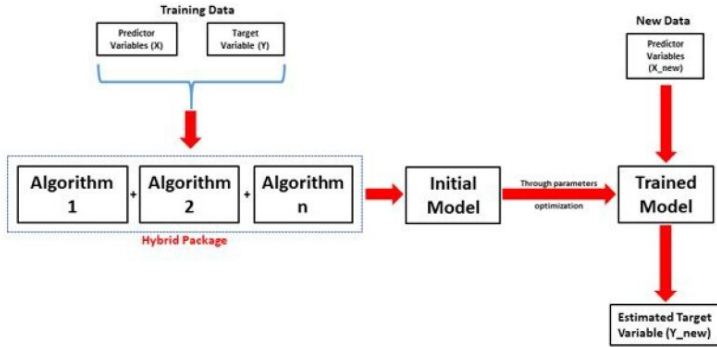 Training Data
Predictor
Variables (X)
Target
Variable (Y)
New Data
Predictor
Variables
(X_new)
Algorithm
1
+
Algorithm
2
+
Algorithm
n
Hybrid Package
Initial
Model
Through parameters
optimization
Trained
Model
Estimated Target
Variable (Y_new)